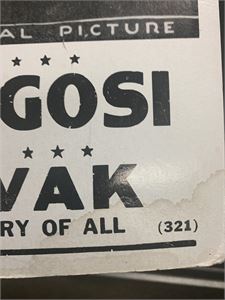 AL PICTURE
★ ★ ★
GOSI
★ ★ ★
VAK
RY OF ALL (321)